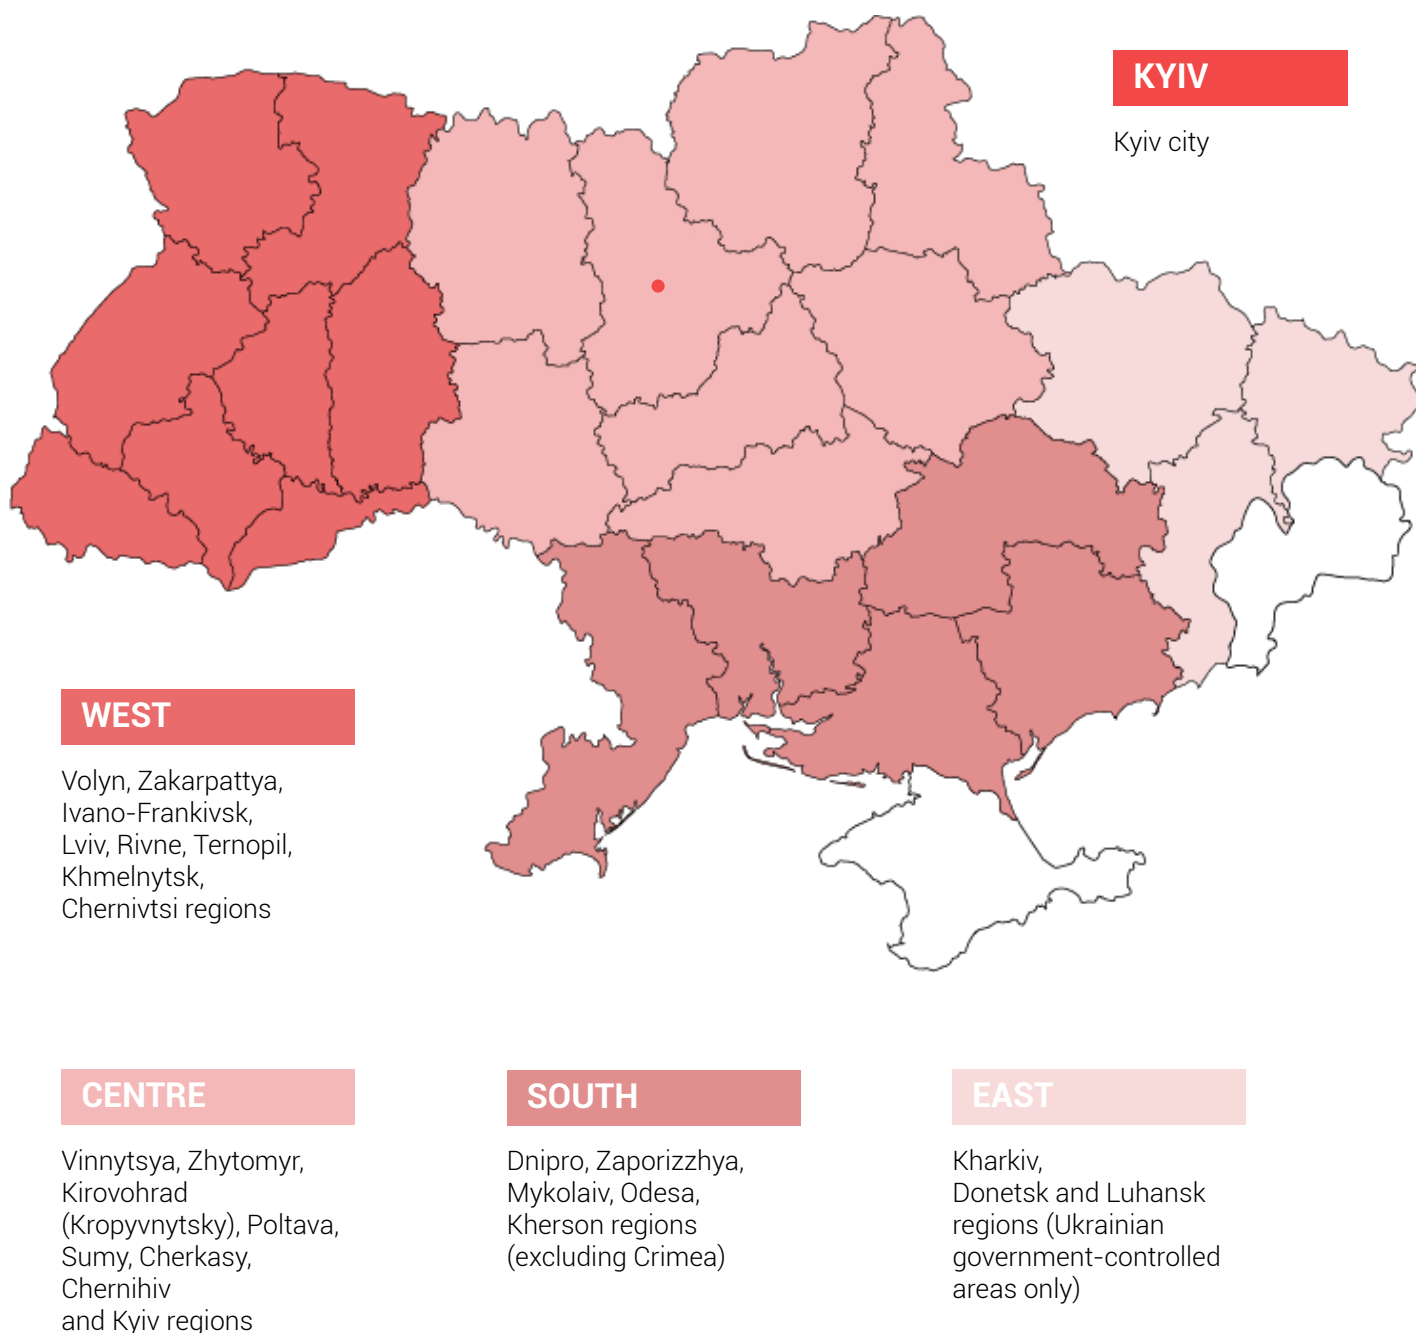 KYIV
Kyiv city
WEST
Volyn, Zakarpattya,
Ivano-Frankivsk,
Lviv, Rivne, Ternopil,
Khmelnytsk,
Chernivtsi regions
CENTRE
Vinnytsya, Zhytomyr,
Kirovohrad
(Kropyvnytsky), Poltava,
Sumy, Cherkasy,
Chernihiv
and Kyiv regions
SOUTH
Dnipro, Zaporizzhya,
Mykolaiv, Odesa,
Kherson regions
(excluding Crimea)
EAST
Kharkiv,
Donetsk and Luhansk
regions (Ukrainian
government-controlled
areas only)